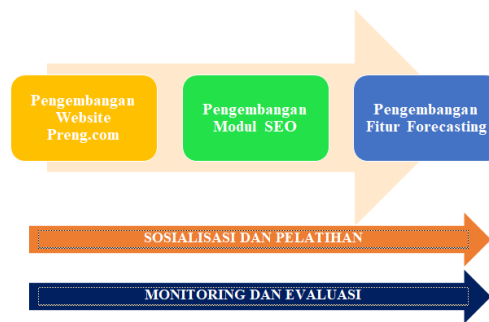 Pengembangan
Website
Preng.com
Pengembangan
Modul SEO
Pengembangan
Fitur Forecasting
SOSIALISASI DAN PELATIHAN
MONITORING DAN EVALUASI